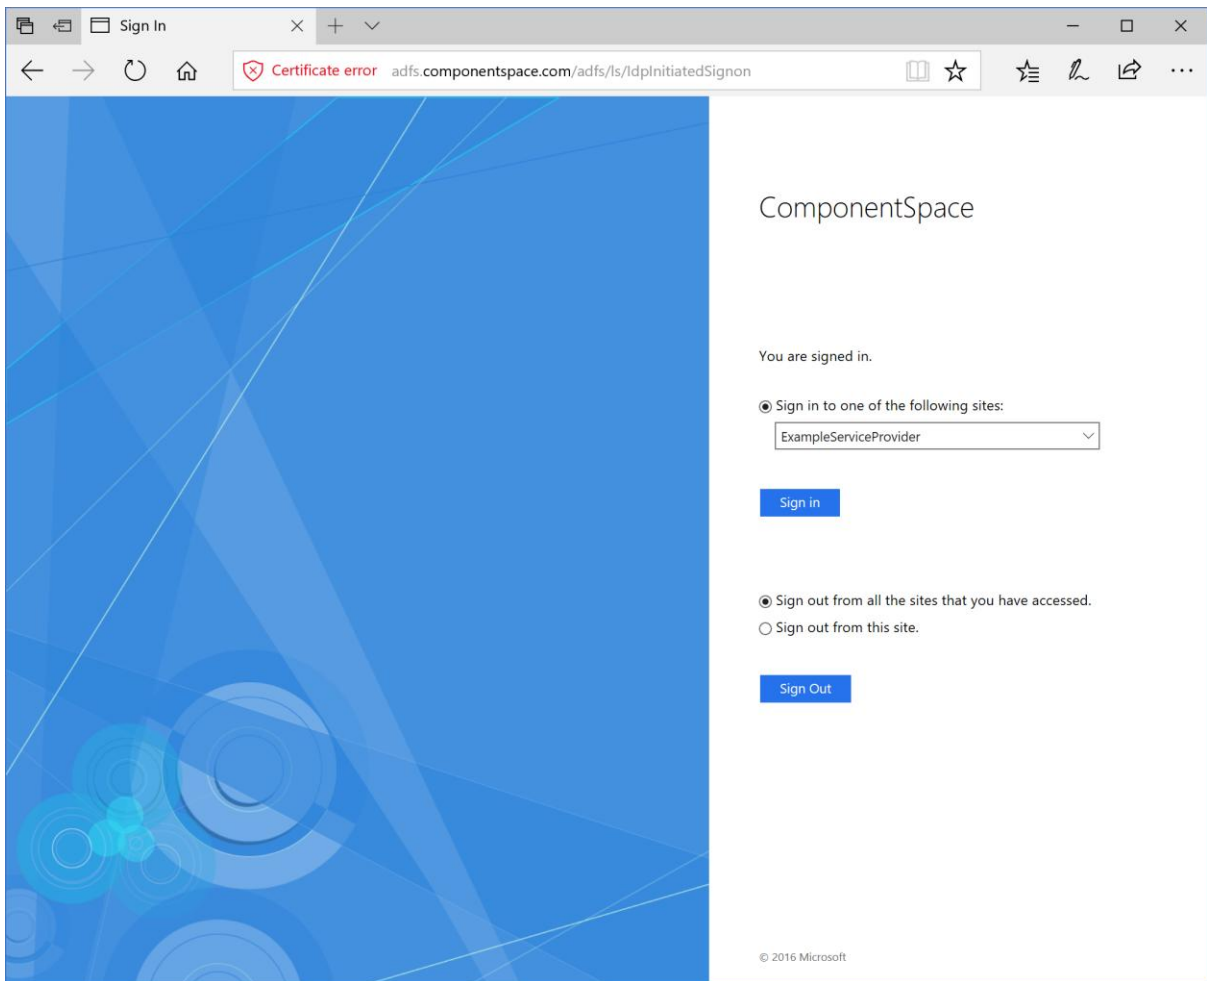 Sign In
Certificate error adfs.componentspace.com/adfs/ls/IdpInitiatedSignon
ComponentSpace
You are signed in.
Sign in to one of the following sites:
ExampleServiceProvider
Sign in
Sign out from all the sites that you have accessed.
Sign out from this site.
Sign Out
© 2016 Microsoft